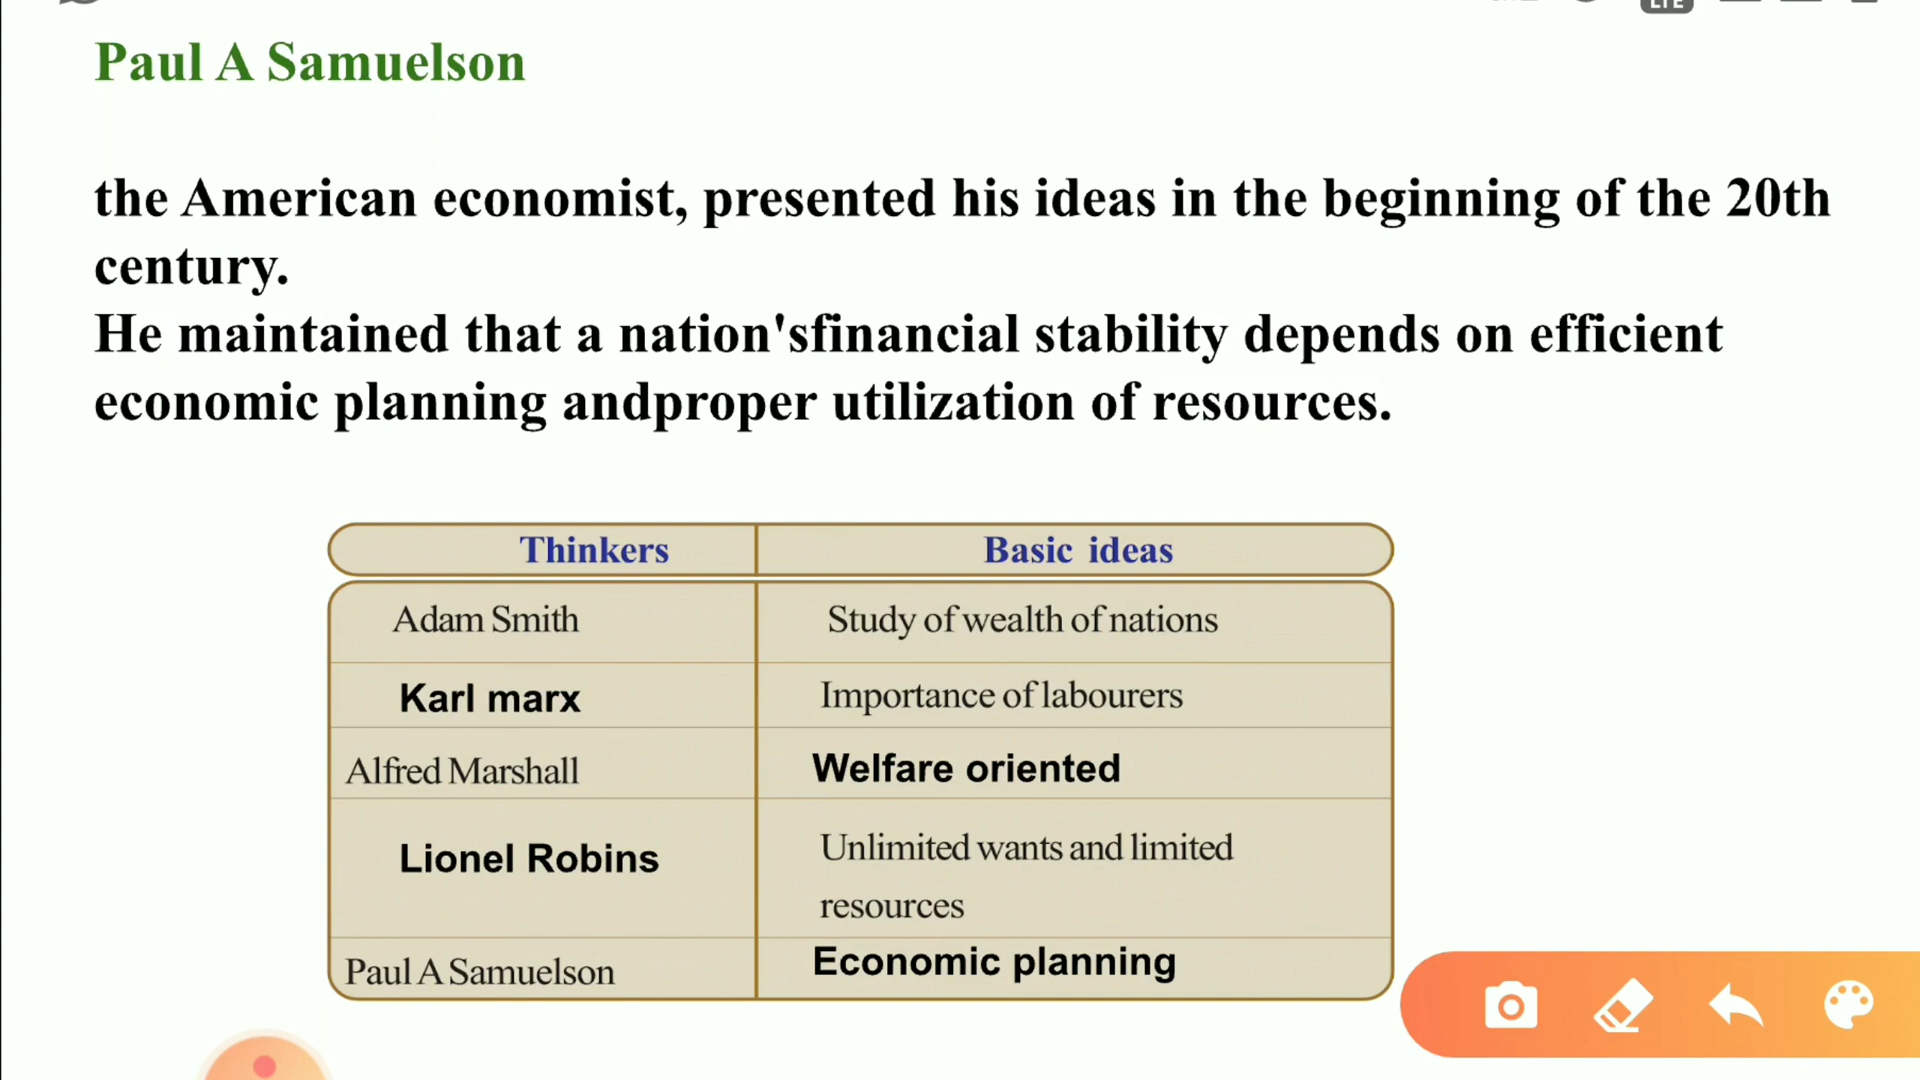 LTE
Paul A Samuelson
the American economist, presented his ideas in the beginning of the 20th
century.
He maintained that a nation'sfinancial stability depends on efficient
economic planning andproper utilization of resources.
Thinkers Basic ideas
Adam Smith Study of wealth of nations
Karl marx Importance of labourers
Alfred Marshall Welfare oriented
Lionel Robins Unlimited wants and limited
resources
Paul A Samuelson Economic planning